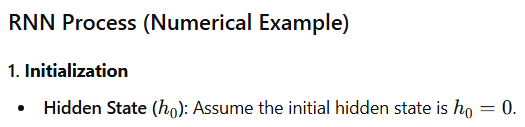 RNN Process (Numerical Example)
1. Initialization
• Hidden State (h₀): Assume the initial hidden state is h₀ = 0.